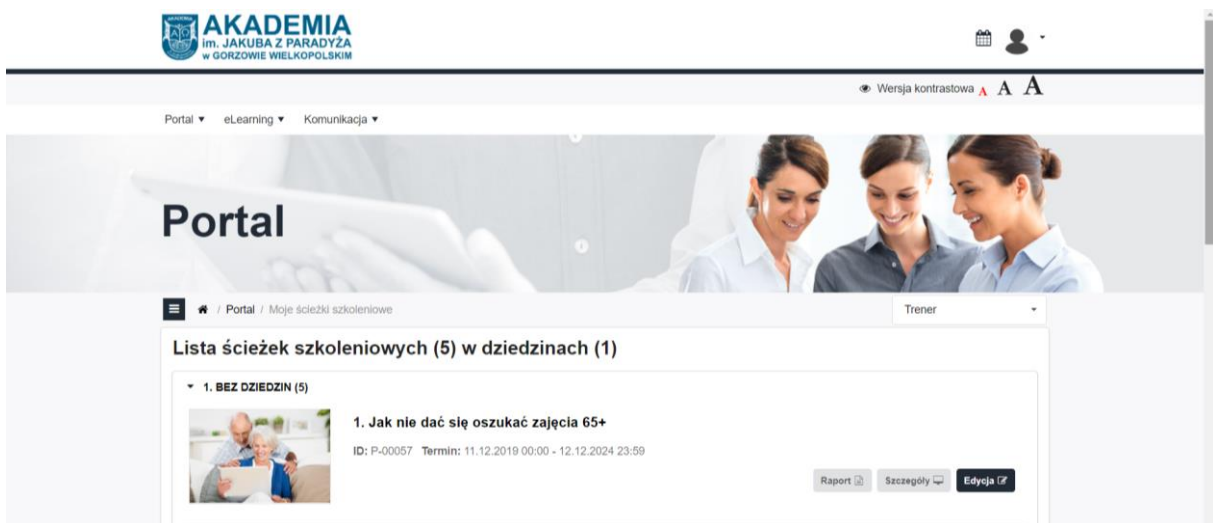 AKADEMIA
im. JAKUBA Z PARADYŻA
w GORZOWIE WIELKOPOLSKIM
Wersja kontrastowa A A A
Portal eLearning Komunikacja
Portal
/ Portal / Moje ścieżki szkoleniowe
Trener
Lista ścieżek szkoleniowych (5) w dziedzinach (1)
1. BEZ DZIEDZIN (5)
1. Jak nie dać się oszukać zajęcia 65+
ID: P-00057 Termin: 11.12.2019 00:00 - 12.12.2024 23:59
Raport Szczegóły Edycja